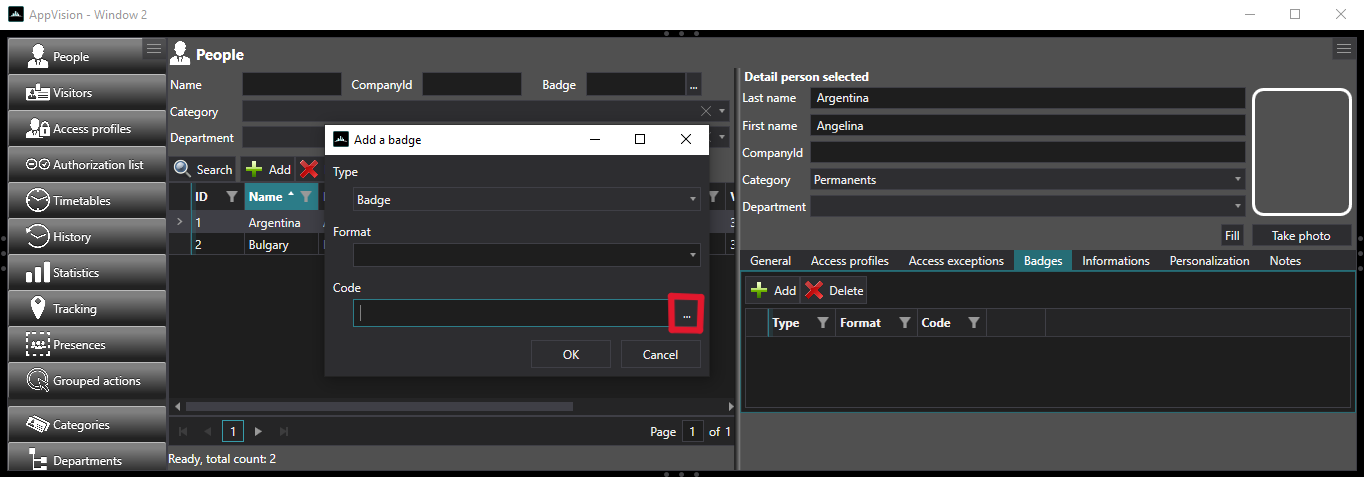 AppVision - Window 2
People
Visitors
Access profiles
Authorization list
Timetables
History
Statistics
Tracking
Presences
Grouped actions
Categories
Departments
People
Name
CompanyId
Badge
...
Category
Department
Search
Add
ID
Name
1
Argentina
2
Bulgary
1
Page 1 of 1
Ready, total count: 2
Add a badge
Type
Badge
Format
Code
...
OK
Cancel
Detail person selected
Last name Argentina
First name Angelina
CompanyId
Category Permanents
Department
Fill
Take photo
General Access profiles Access exceptions Badges Informations Personalization Notes
Add Delete
Type Format Code